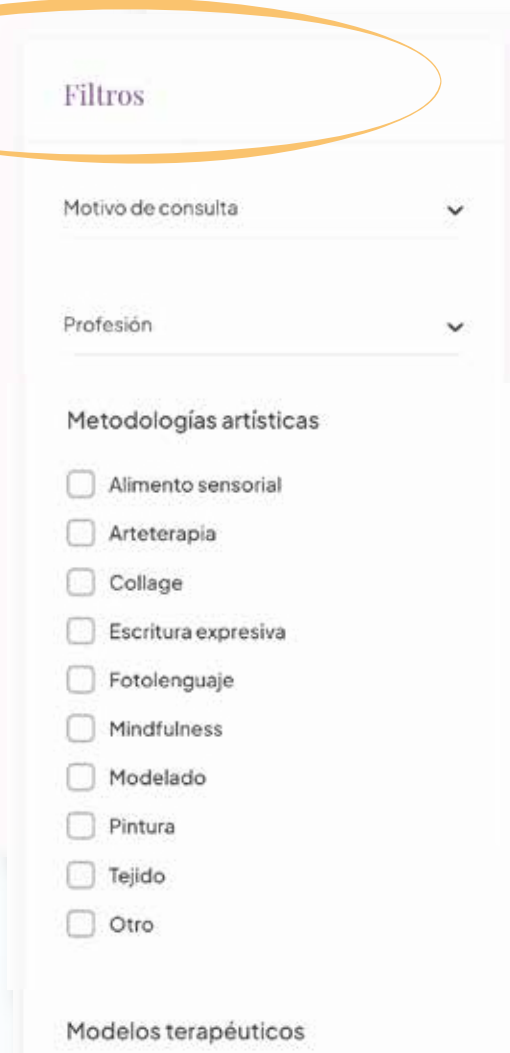 Filtros
Motivo de consulta
Profesión
Metodologías artísticas
Alimento sensorial
Arteterapia
Collage
Escritura expresiva
Fotolenguaje
Mindfulness
Modelado
Pintura
Tejido
Otro
Modelos terapéuticos